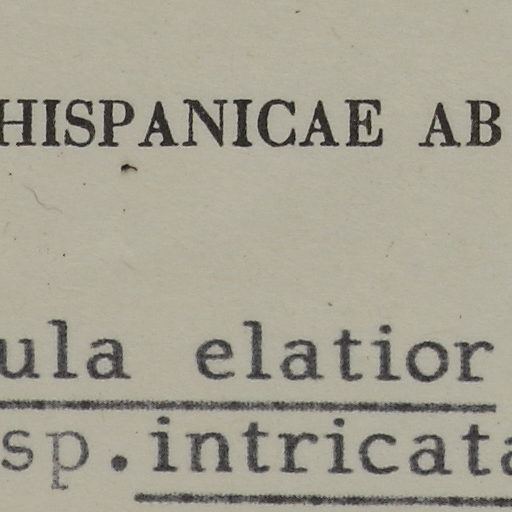 HISPANICAE AB
ula elatior
sp. intricata